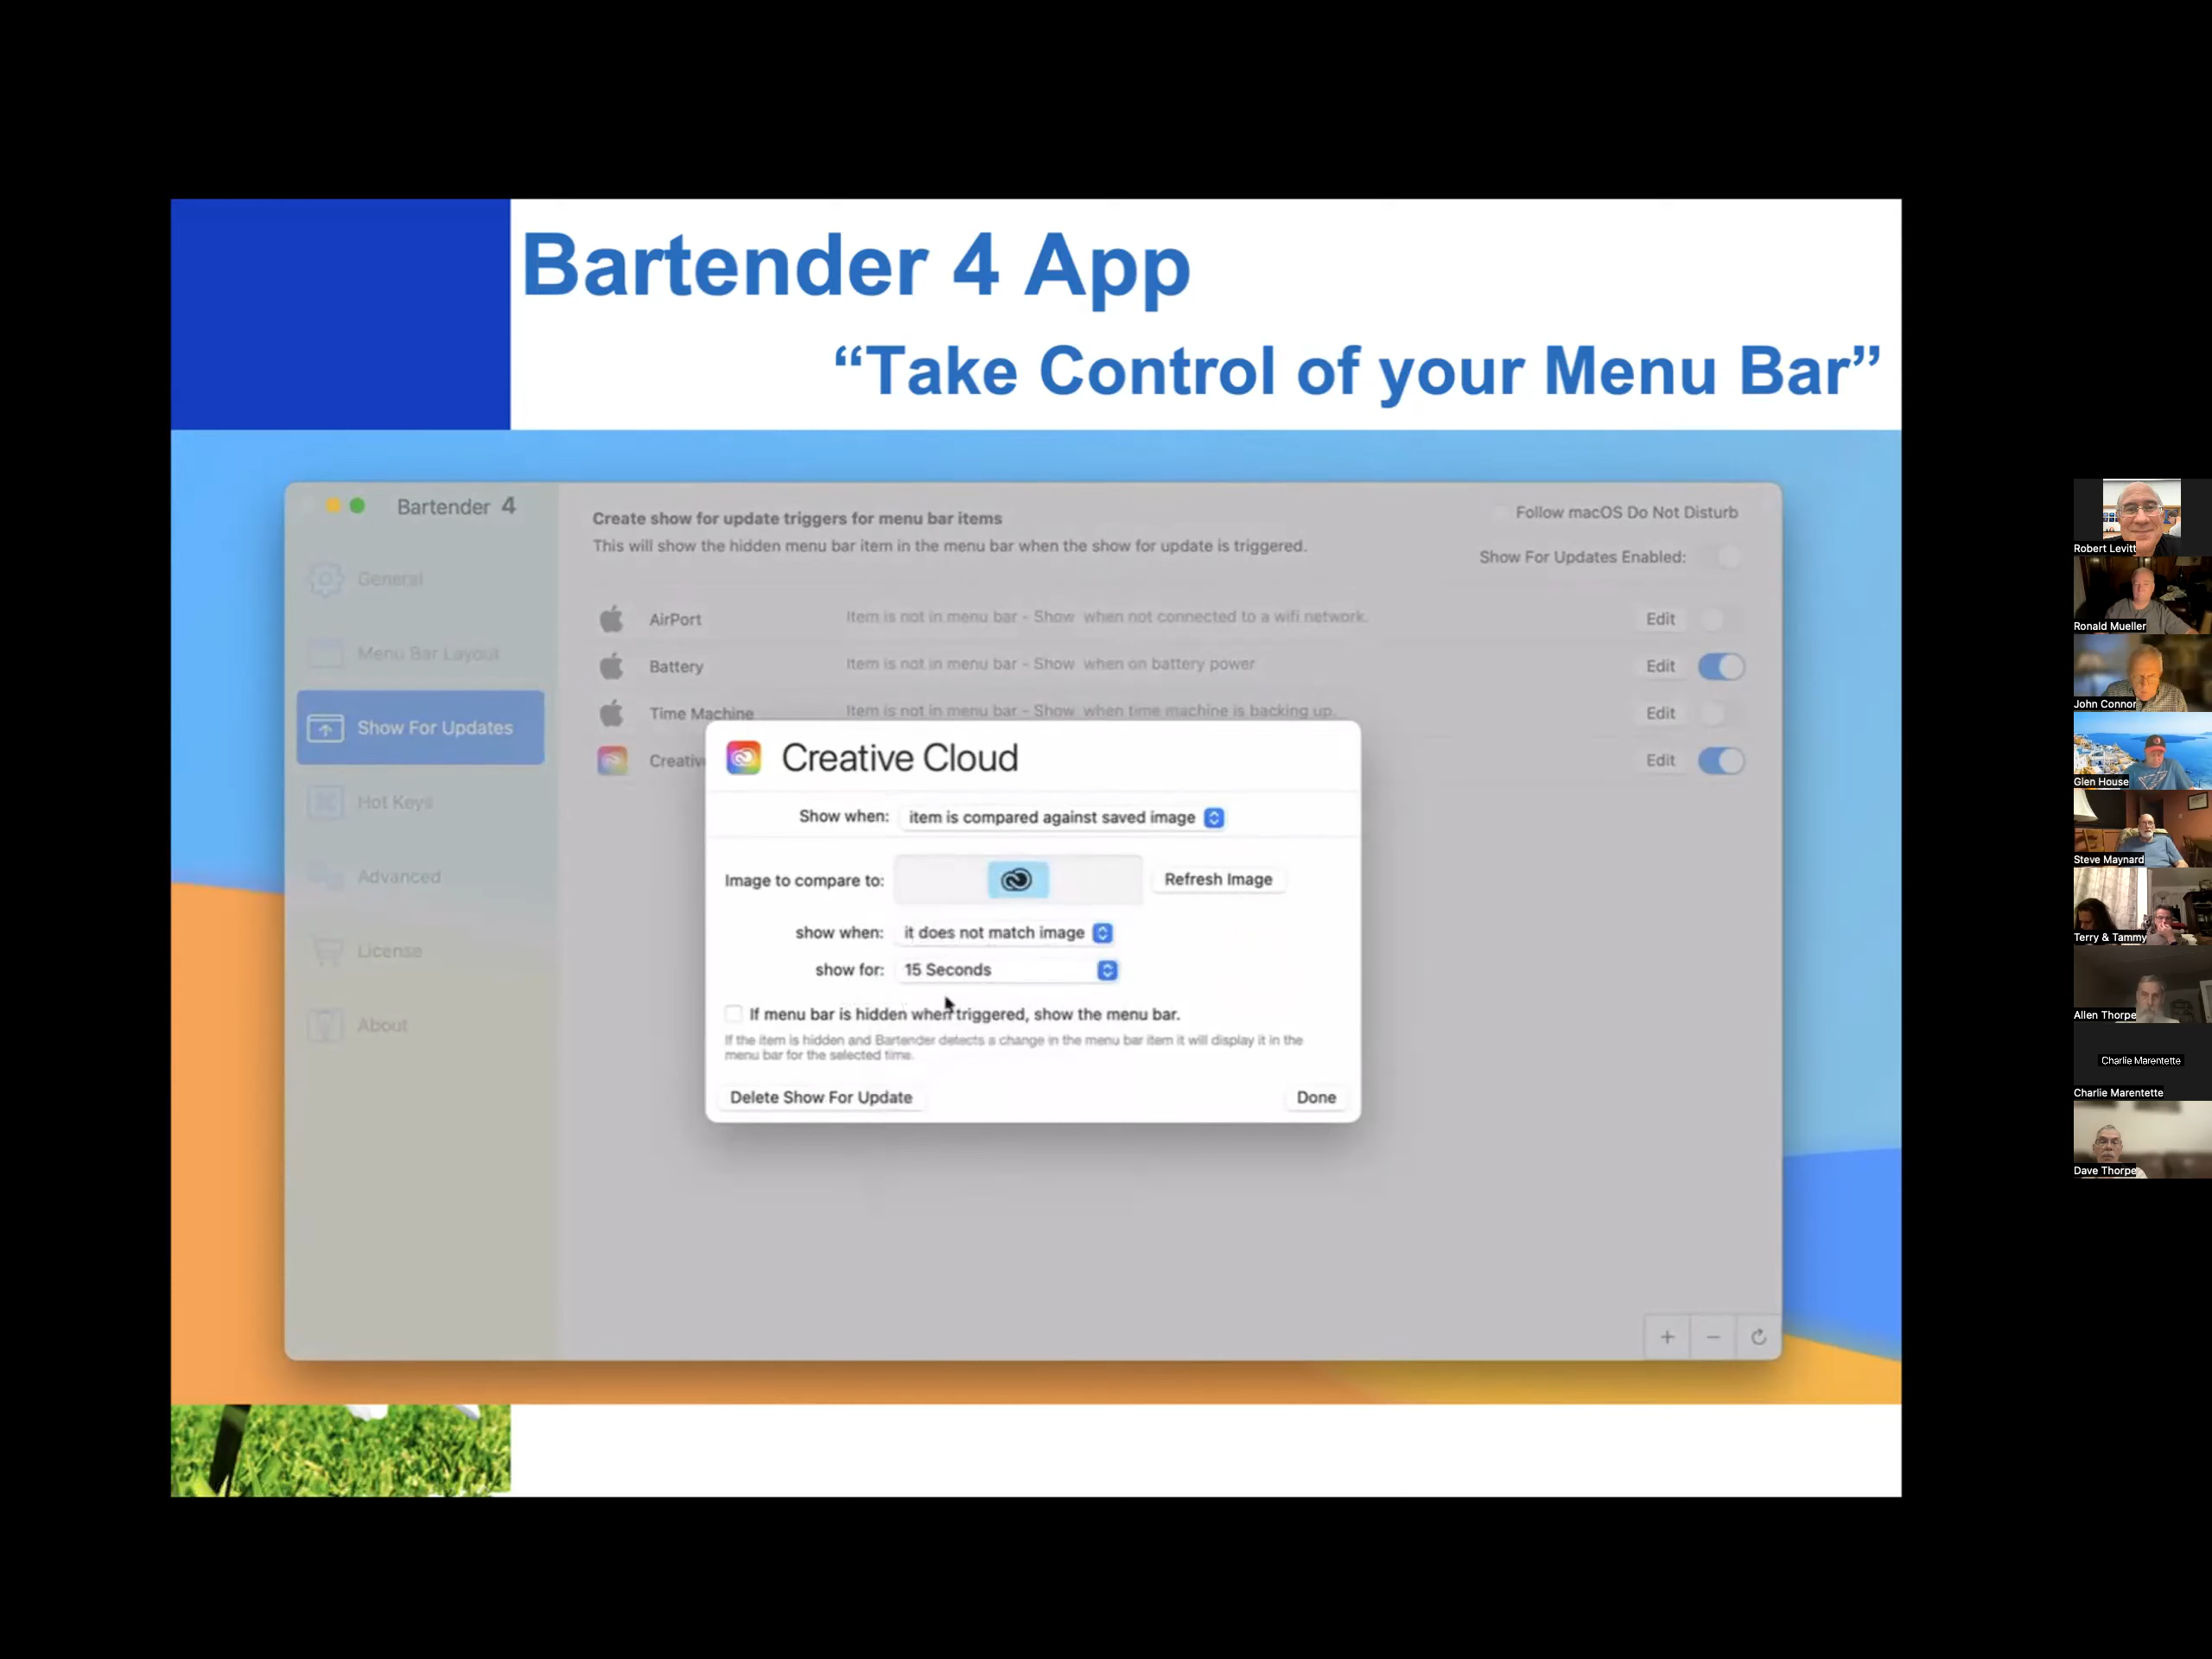 Bartender 4 App
“Take Control of your Menu Bar”
Bartender 4
General
Menu Bar Layout
Show For Updates
Hot Keys
Advanced
License
About
Create show for update triggers for menu bar items
This will show the hidden menu bar item in the menu bar when the show for update is triggered.
Follow macOS Do Not Disturb
Show For Updates Enabled:
AirPort Item is not in menu bar - Show when not connected to a wifi network. Edit
Battery Item is not in menu bar - Show when on battery power Edit
Time Machine Item is not in menu bar - Show when time machine is backing up. Edit
Edit
Creative Cloud
Show when: item is compared against saved image
Image to compare to: Refresh Image
show when: it does not match image
show for: 15 Seconds
If menu bar is hidden when triggered, show the menu bar.
If the item is hidden and Bartender detects a change in the menu bar item it will display it in the
menu bar for the selected time.
Delete Show For Update Done
Robert Levitt
Ronald Mueller
John Connor
Glen House
Steve Maynard
Terry & Tammy
Allen Thorpe
Charlie Marentette
Charlie Marentette
Dave Thorpe